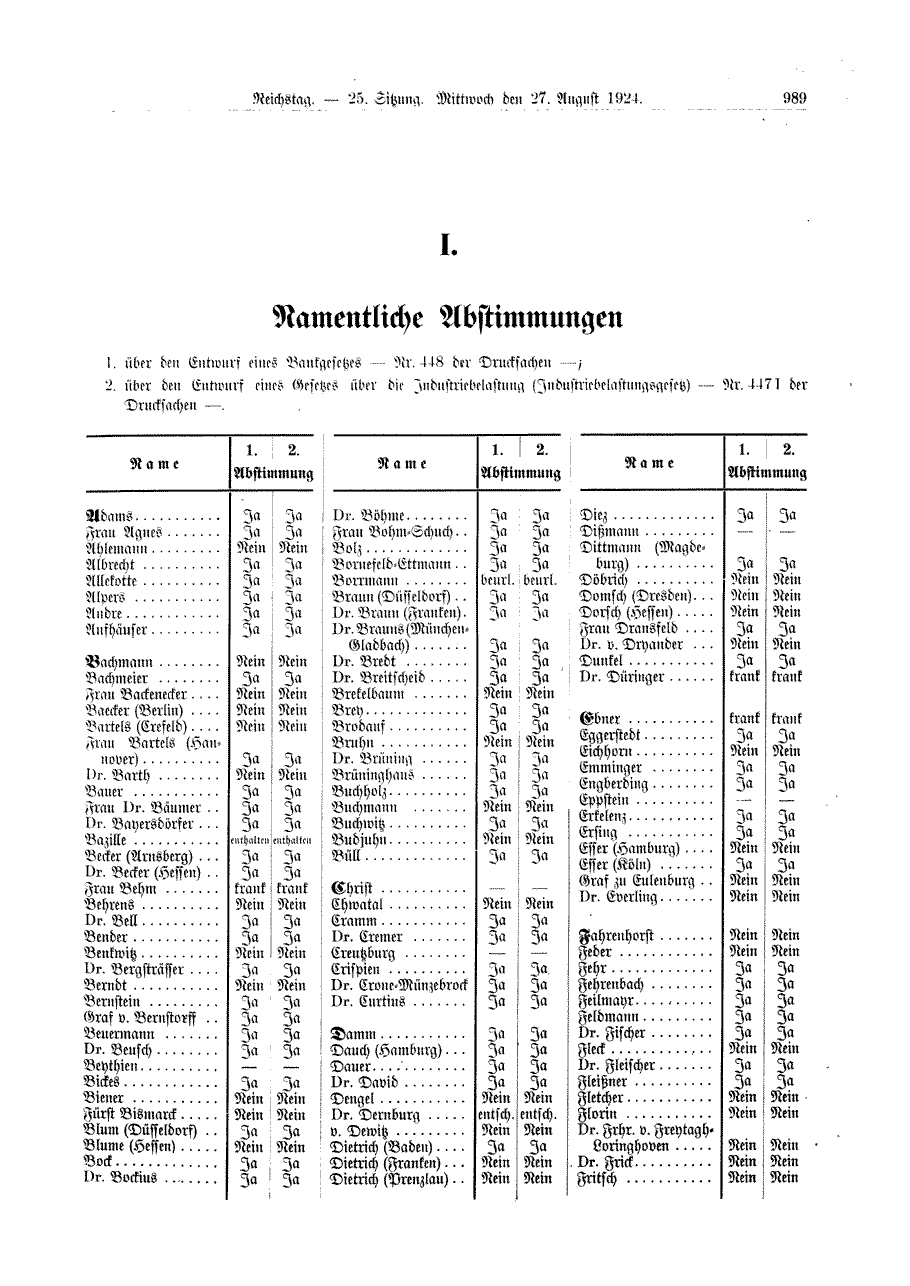 Reichstag. — 25. Sitzung. Mittwoch den 27. August 1924. 989
I.
Namentliche Abstimmungen
1. über den Entwurf eines Bankgesetzes — Nr. 448 der Drucksachen —;
2. über den Entwurf eines Gesetzes über die Industriebelastung (Industriebelastungsgesetz) — Nr. 447 I der
Drucksachen —.
Name 1. 2. Abstimmung
Adams........... Ja Ja
Frau Agnes....... Ja Ja
Ahlemann......... Nein Nein
Albrecht.......... Ja Ja
Allekotte......... Ja Ja
Alpers........... Ja Ja
Andre............ Ja Ja
Aufhäuser......... Ja Ja
Bachmann........ Nein Nein
Bachmeier........ Ja Ja
Frau Backenecker.... Nein Nein
Baecker (Berlin).... Nein Nein
Bartels (Crefeld).... Nein Nein
Frau Bartels (Han-
nover).......... Ja Ja
Dr. Barth........ Nein Nein
Bauer........... Ja Ja
Frau Dr. Bäumer.. Ja Ja
Dr. Bayersdörfer... Ja Ja
Bazille........... enthalten enthalten
Becker (Arnsberg)... Ja Ja
Dr. Becker (Hessen).. Ja Ja
Frau Behm....... krank krank
Behrens.......... Nein Nein
Dr. Bell.......... Ja Ja
Bender........... Ja Ja
Benkwitz.......... Nein Nein
Dr. Bergsträsser.... Ja Ja
Berndt........... Nein Nein
Bernstein......... Ja Ja
Graf v. Bernstorff.. Ja Ja
Beuermann....... Ja Ja
Dr. Beusch........ Ja Ja
Beythien.......... — —
Bickes............ Ja Ja
Biener........... Nein Nein
Fürst Bismarck..... Nein Nein
Blum (Düsseldorf).. Ja Ja
Blume (Hessen)..... Nein Nein
Bock............. Ja Ja
Dr. Bockius....... Ja Ja
Name 1. 2. Abstimmung
Dr. Böhme........ Ja Ja
Frau Bohm-Schuch.. Ja Ja
Bolz............. Ja Ja
Bornefeld-Ettmann.. Ja Ja
Borrmann........ beurl. beurl.
Braun (Düsseldorf).. Ja Ja
Dr. Braun (Franken). Ja Ja
Dr. Brauns (München-
Gladbach)....... Ja Ja
Dr. Bredt........ Ja Ja
Dr. Breitscheid..... Ja Ja
Brekelbaum....... Nein Nein
Brey............. Ja Ja
Brodauf.......... Ja Ja
Bruhn........... Nein Nein
Dr. Brüning...... Ja Ja
Brüninghaus...... Ja Ja
Buchholz.......... Ja Ja
Buchmann....... Nein Nein
Buchwitz.......... Ja Ja
Budjuhn.......... Nein Nein
Büll............. Ja Ja
Christ........... — —
Chwatal.......... Nein Nein
Cramm........... Ja Ja
Dr. Cremer....... Ja Ja
Creutzburg........ — —
Crispien.......... Ja Ja
Dr. Crone-Münzebrock Ja Ja
Dr. Curtius....... Ja Ja
Damm........... Ja Ja
Dauch (Hamburg)... Ja Ja
Dauer............ Ja Ja
Dr. David........ Ja Ja
Dengel........... Nein Nein
Dr. Dernburg..... entsch. entsch.
v. Dewitz......... Nein Nein
Dietrich (Baden).... Ja Ja
Dietrich (Franken)... Nein Nein
Dietrich (Prenzlau).. Nein Nein
Name 1. 2. Abstimmung
Diez............. Ja Ja
Dißmann.......... — —
Dittmann (Magde-
burg).......... Ja Ja
Döbrich.......... Nein Nein
Domsch (Dresden)... Nein Nein
Dorsch (Hessen)..... Nein Nein
Frau Dransfeld.... Ja Ja
Dr. v. Dryander... Nein Nein
Dunkel........... Ja Ja
Dr. Düringer...... krank krank
Ebner........... krank krank
Eggerstedt.......... Ja Ja
Eichhorn.......... Nein Nein
Emminger........ Ja Ja
Engberding........ Ja Ja
Eppstein.......... — —
Erkelenz........... Ja Ja
Ersing........... Ja Ja
Esser (Hamburg).... Nein Nein
Esser (Köln)....... Ja Ja
Graf zu Eulenburg.. Nein Nein
Dr. Everling....... Nein Nein
Fahrenhorst....... Nein Nein
Feder............ Nein Nein
Fehr............. Ja Ja
Fehrenbach........ Ja Ja
Feilmayr.......... Ja Ja
Feldmann......... Ja Ja
Dr. Fischer........ Ja Ja
Fleck............. Nein Nein
Dr. Fleischer....... Ja Ja
Fleißner.......... Ja Ja
Fletcher........... Nein Nein
Florin........... Nein Nein
Dr. Frhr. v. Freytagh-
Loringhoven..... Nein Nein
Dr. Frick.......... Nein Nein
Fritsch........... Nein Nein